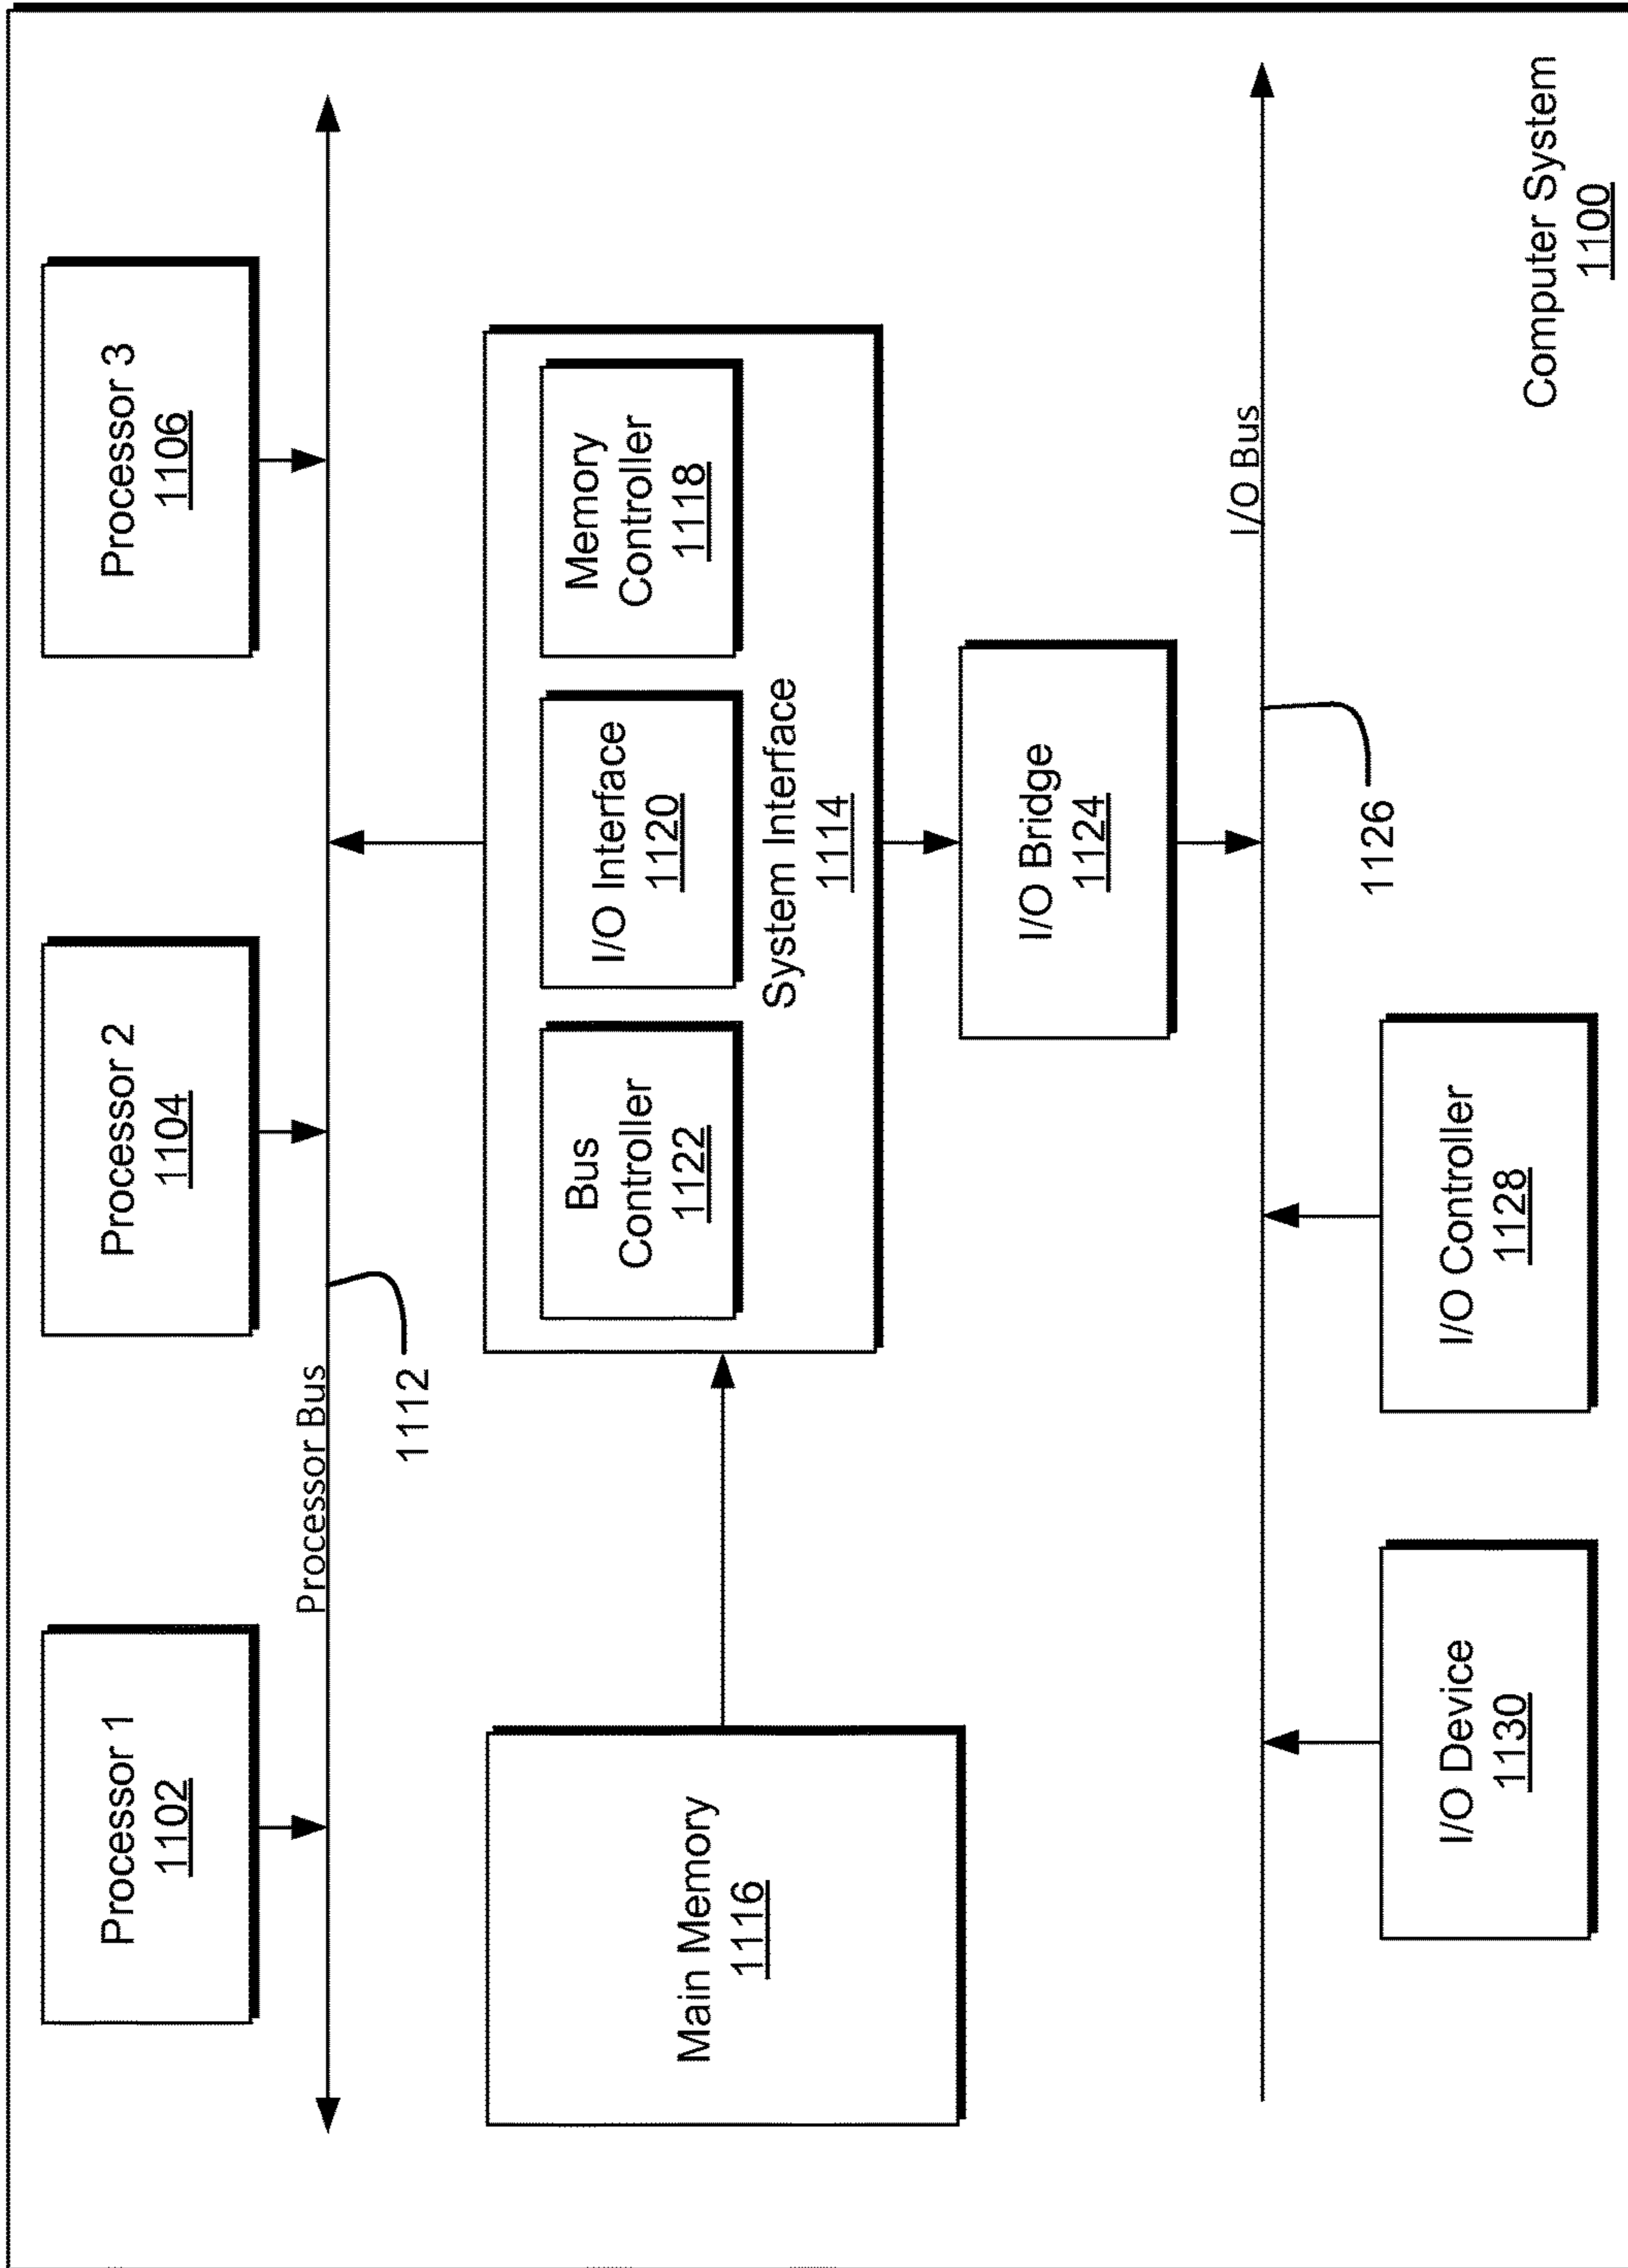 Processor 1
1102
Processor 2
1104
Processor 3
1106
Processor Bus
1112
Main Memory
1116
Bus
Controller
1122
I/O Interface
1120
Memory
Controller
1118
System Interface
1114
I/O Bridge
1124
I/O Bus
1126
I/O Device
1130
I/O Controller
1128
Computer System
1100